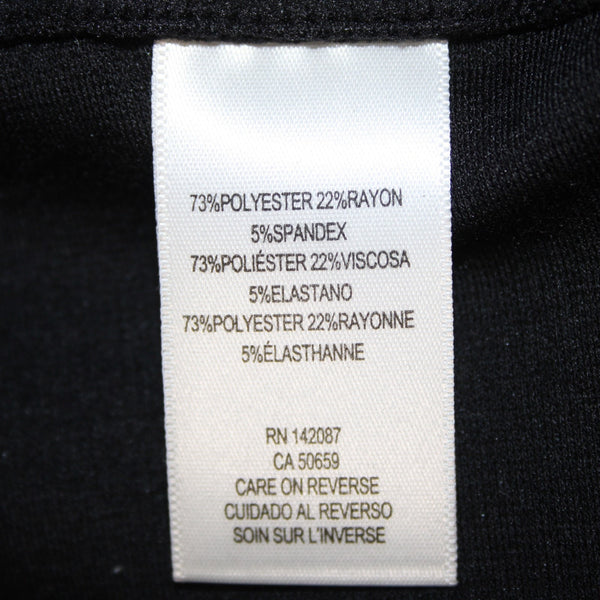 73%POLYESTER 22%RAYON
5%SPANDEX
73%POLIÉSTER 22%VISCOSA
5%ELASTANO
73%POLYESTER 22%RAYONNE
5%ÉLASTHANNE
RN 142087
CA 50659
CARE ON REVERSE
CUIDADO AL REVERSO
SOIN SUR L'INVERSE